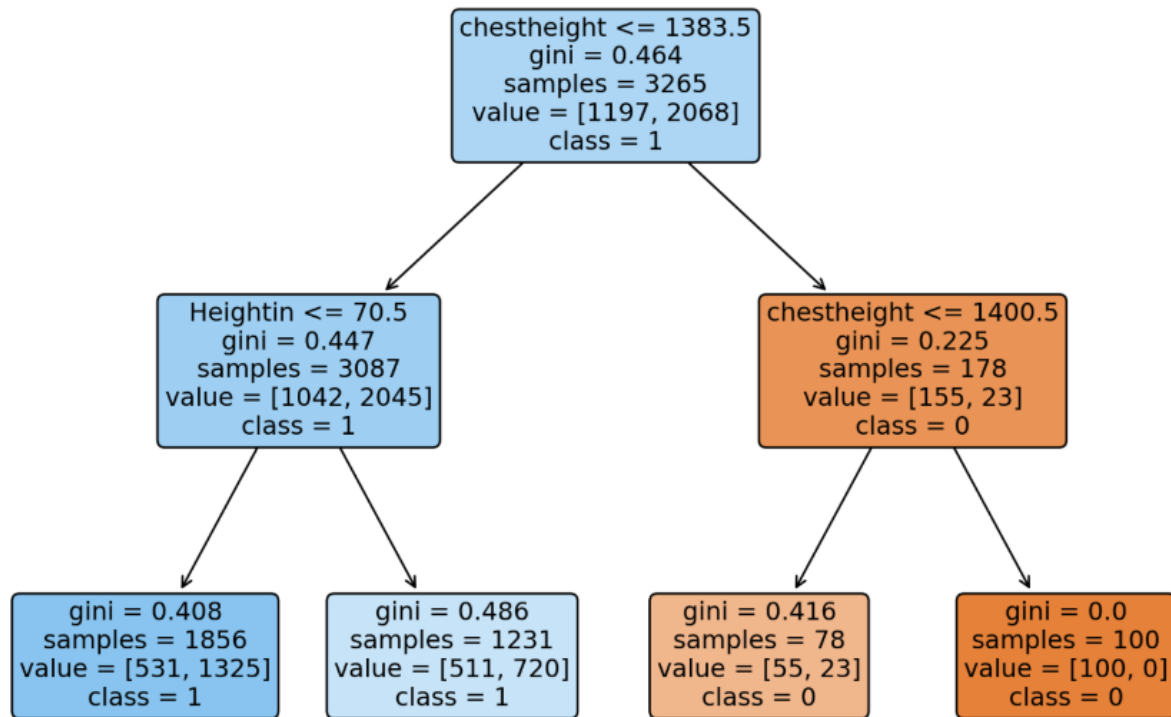 chestheight <= 1383.5
gini = 0.464
samples = 3265
value = [1197, 2068]
class = 1
Heightin <= 70.5
gini = 0.447
samples = 3087
value = [1042, 2045]
class = 1
chestheight <= 1400.5
gini = 0.225
samples = 178
value = [155, 23]
class = 0
gini = 0.408
samples = 1856
value = [531, 1325]
class = 1
gini = 0.486
samples = 1231
value = [511, 720]
class = 1
gini = 0.416
samples = 78
value = [55, 23]
class = 0
gini = 0.0
samples = 100
value = [100, 0]
class = 0